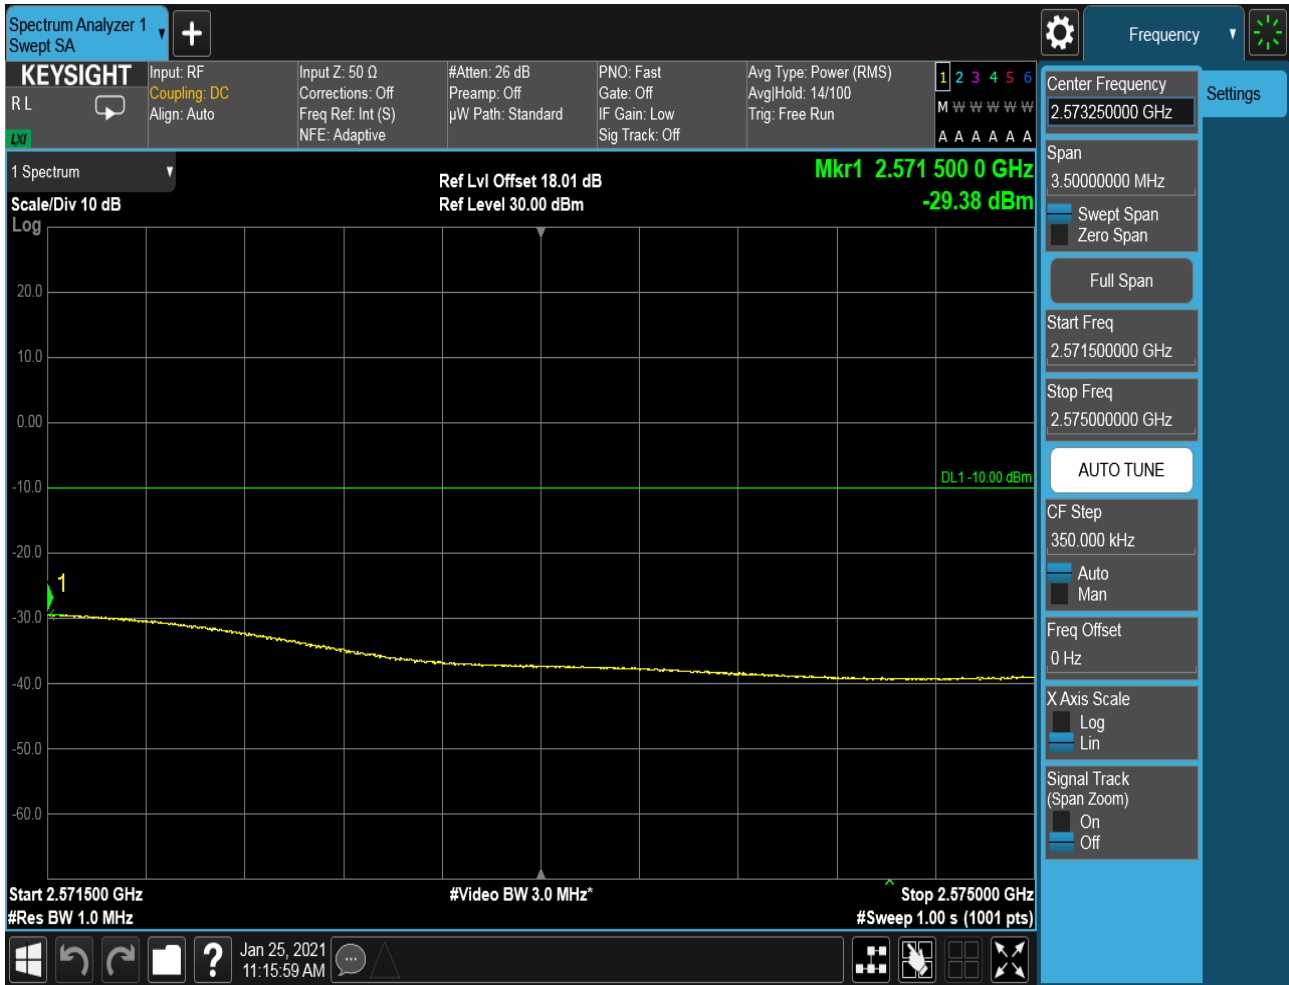 Spectrum Analyzer 1
Swept SA
Frequency
KEYSIGHT
R L
LXI
Input: RF
Coupling: DC
Align: Auto
Input Z: 50 Ω
Corrections: Off
Freq Ref: Int (S)
NFE: Adaptive
#Atten: 26 dB
Preamp: Off
µW Path: Standard
PNO: Fast
Gate: Off
IF Gain: Low
Sig Track: Off
Avg Type: Power (RMS)
Avg|Hold: 14/100
Trig: Free Run
1 2 3 4 5 6
M W W W W W
A A A A A A
1 Spectrum
Scale/Div 10 dB
Log
Ref Lvl Offset 18.01 dB
Ref Level 30.00 dBm
Mkr1 2.571 500 0 GHz
-29.38 dBm
20.0
10.0
0.00
-10.0
DL1 -10.00 dBm
-20.0
1
-30.0
-40.0
-50.0
-60.0
Start 2.571500 GHz
#Res BW 1.0 MHz
#Video BW 3.0 MHz*
Stop 2.575000 GHz
#Sweep 1.00 s (1001 pts)
Center Frequency
2.573250000 GHz
Settings
Span
3.50000000 MHz
Swept Span
Zero Span
Full Span
Start Freq
2.571500000 GHz
Stop Freq
2.575000000 GHz
AUTO TUNE
CF Step
350.000 kHz
Auto
Man
Freq Offset
0 Hz
X Axis Scale
Log
Lin
Signal Track
(Span Zoom)
On
Off
?
Jan 25, 2021
11:15:59 AM